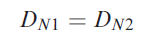 D_{N1} = D_{N2}